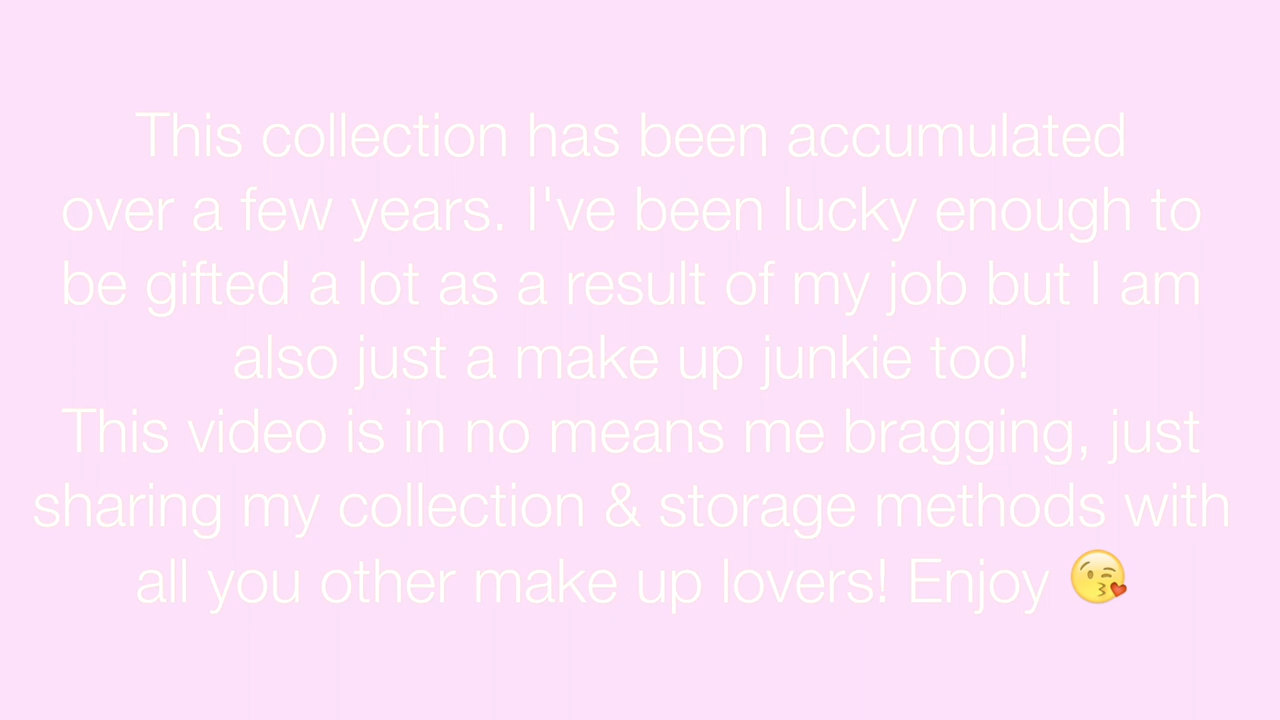 This collection has been accumulated
over a few years. I've been lucky enough to
be gifted a lot as a result of my job but I am
also just a make up junkie too!
This video is in no means me bragging, just
sharing my collection & storage methods with
all you other make up lovers! Enjoy 😘